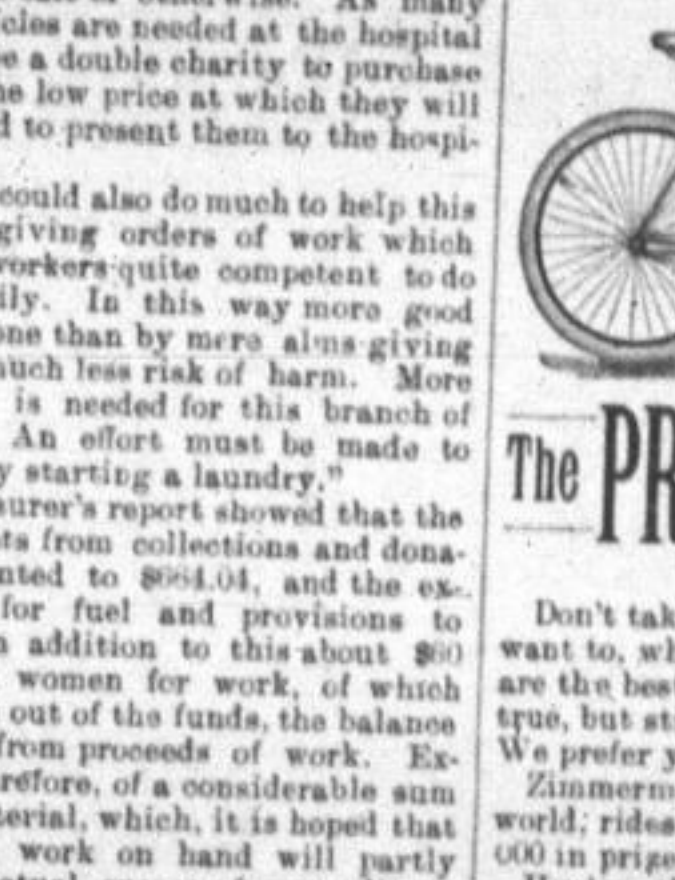 As many
cles are needed at the hospital
e a double charity to purchase
he low price at which they will
d to present them to the hospi-
could also do much to help this
giving orders of work which
workers quite competent to do
ily. In this way more good
one than by mere alms-giving
much less risk of harm. More
is needed for this branch of
An effort must be made to
y starting a laundry."
surer's report showed that the
ts from collections and dona-
nted to $664.04, and the ex-
for fuel and provisions to
n addition to this about $60
women for work, of which
out of the funds, the balance
from proceeds of work. Ex-
refore, of a considerable sum
terial, which, it is hoped that
work on hand will partly
The PR
Don't tak
want to, wh
are the bes
true, but st
We prefer y
Zimmerm
world; rides
000 in prize